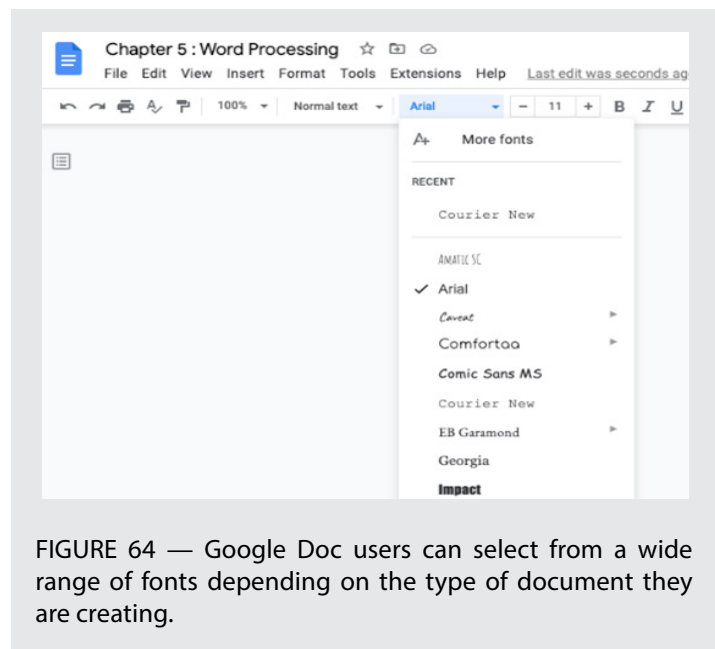 Chapter 5 : Word Processing
File Edit View Insert Format Tools Extensions Help Last edit was seconds ag
100% Normal text Arial − 11 + B I U
More fonts
RECENT
Courier New
AMATIC SC
Arial
Caveat
Comfortaa
Comic Sans MS
Courier New
EB Garamond
Georgia
Impact
FIGURE 64 — Google Doc users can select from a wide
range of fonts depending on the type of document they
are creating.